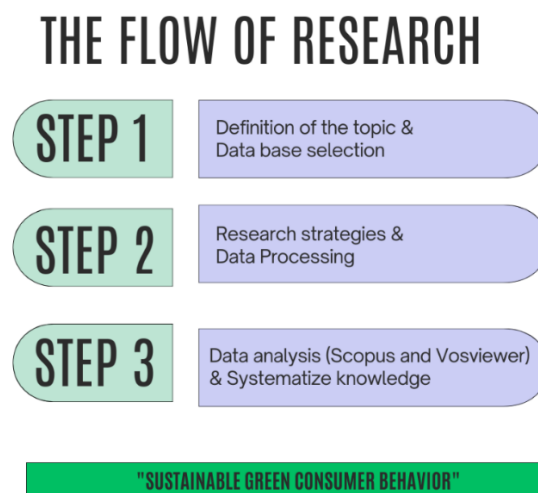 THE FLOW OF RESEARCH
STEP 1
Definition of the topic &
Data base selection
STEP 2
Research strategies &
Data Processing
STEP 3
Data analysis (Scopus and Vosviewer)
& Systematize knowledge
"SUSTAINABLE GREEN CONSUMER BEHAVIOR"